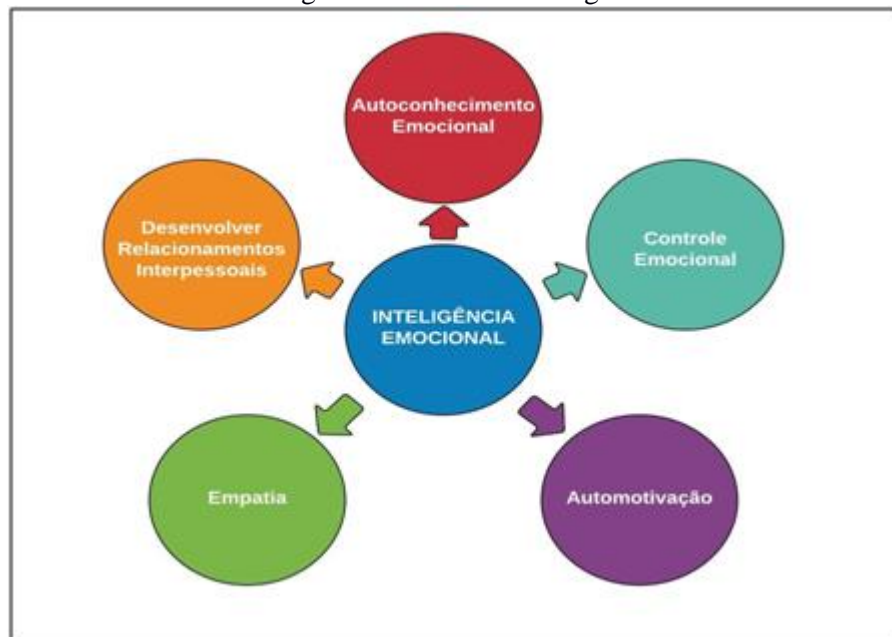 Autoconhecimento
Emocional
Desenvolver
Relacionamentos
Interpessoais
Controle
Emocional
INTELIGÊNCIA
EMOCIONAL
Empatia
Automotivação